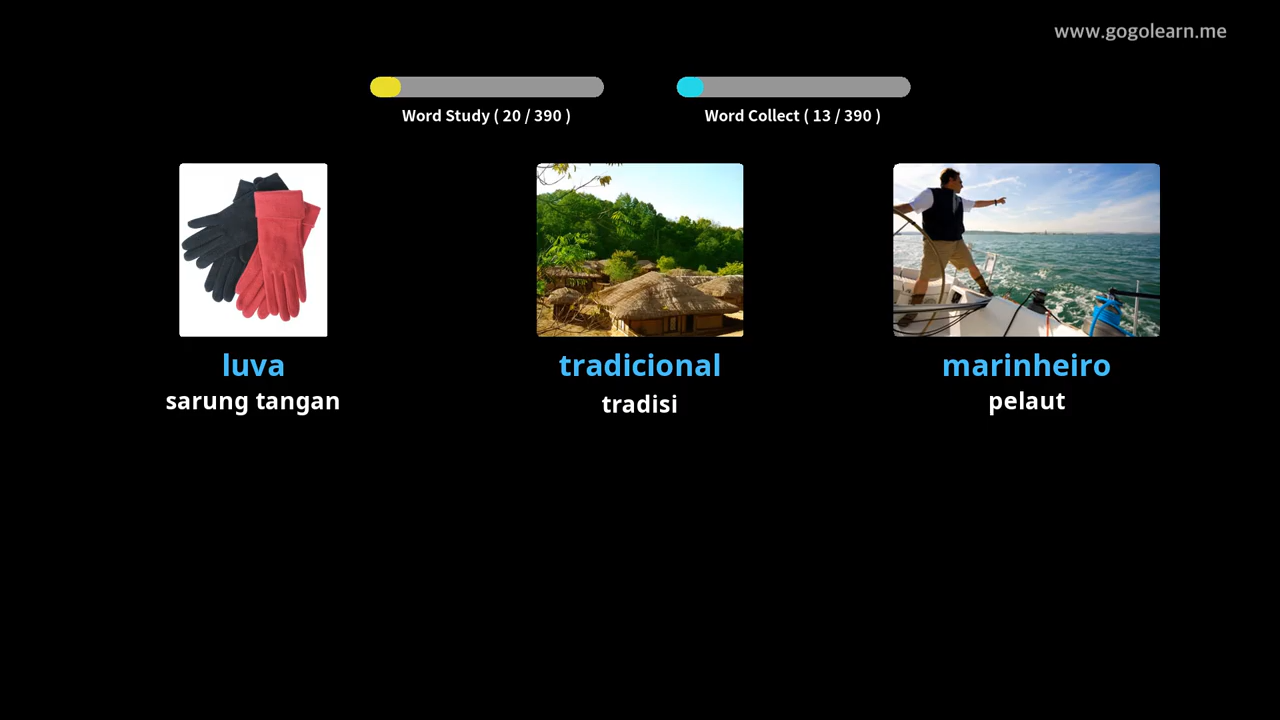 www.gogolearn.me
Word Study ( 20 / 390 )
Word Collect ( 13 / 390 )
luva
sarung tangan
tradicional
tradisi
marinheiro
pelaut